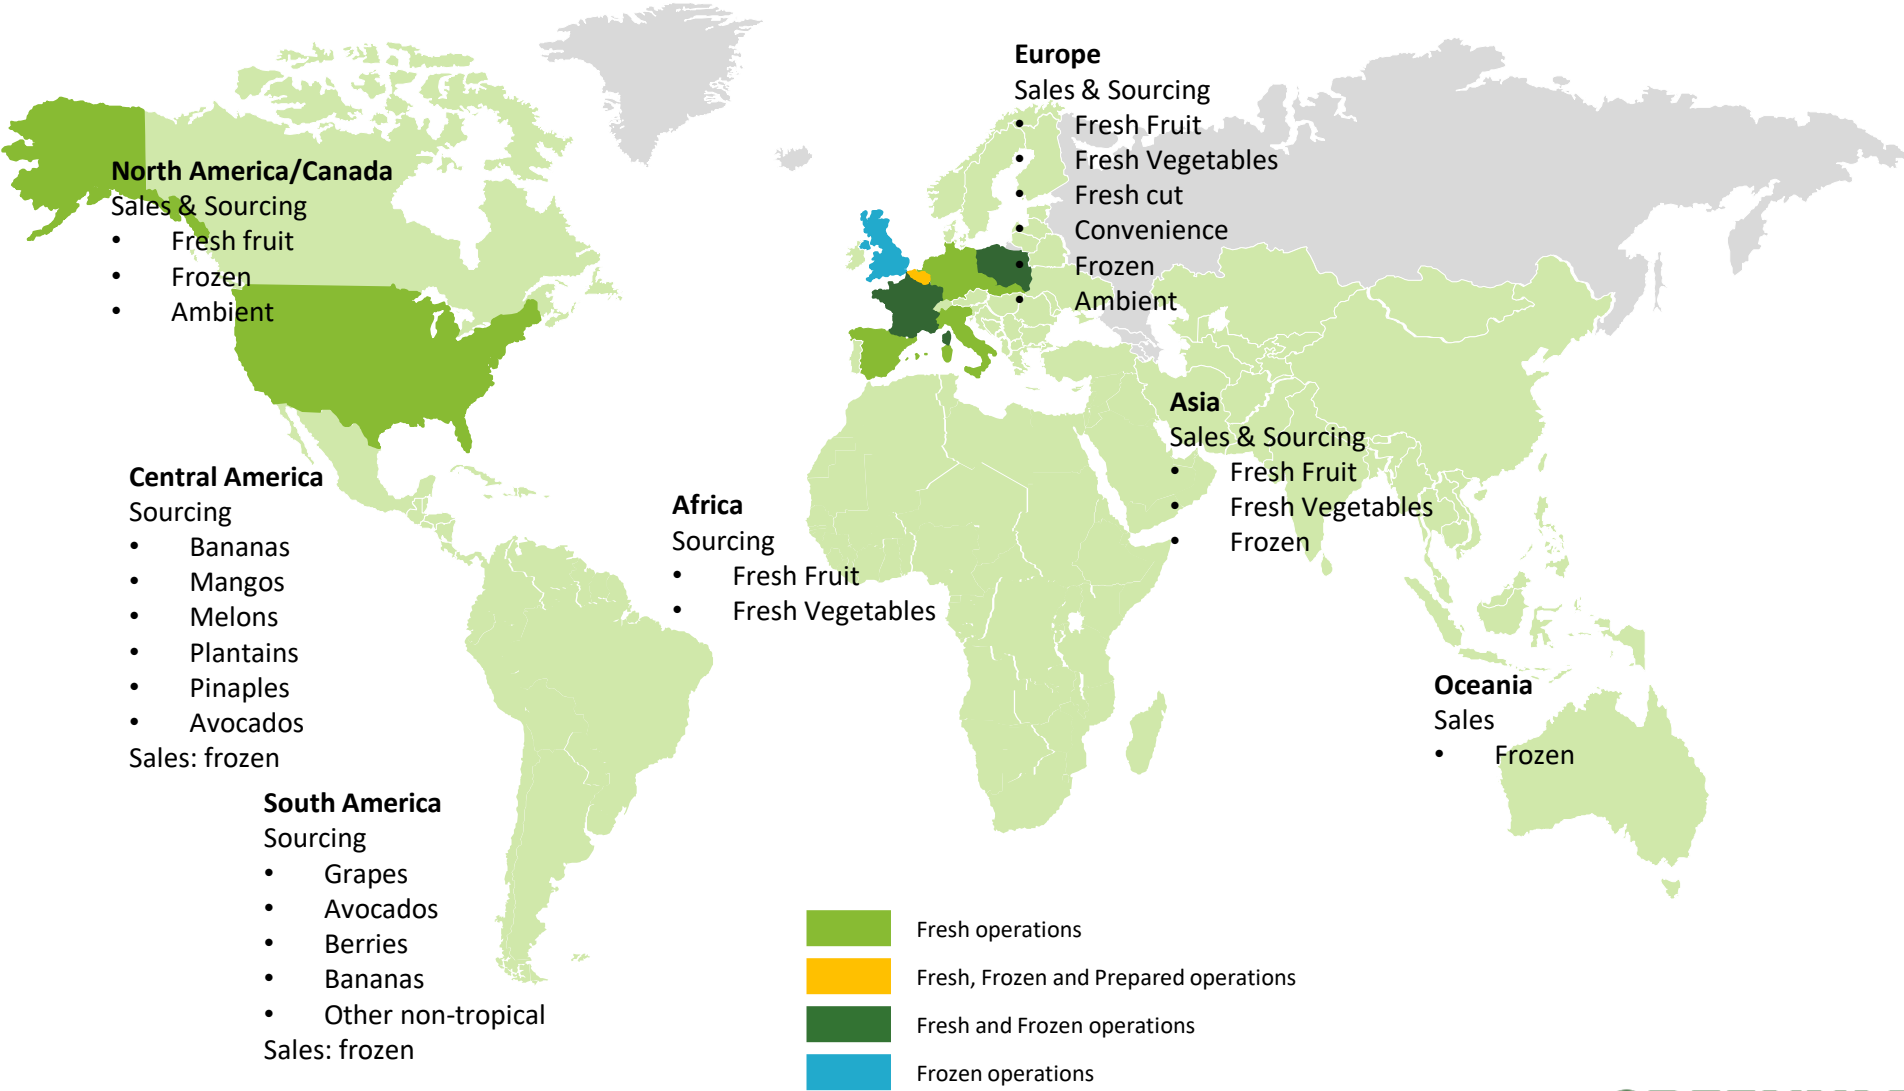 Europe
Sales & Sourcing
• Fresh Fruit
• Fresh Vegetables
• Fresh cut
• Convenience
• Frozen
• Ambient
North America/Canada
Sales & Sourcing
• Fresh fruit
• Frozen
• Ambient
Asia
Sales & Sourcing
• Fresh Fruit
• Fresh Vegetables
• Frozen
Central America
Sourcing
• Bananas
• Mangos
• Melons
• Plantains
• Pinaples
• Avocados
Sales: frozen
Africa
Sourcing
• Fresh Fruit
• Fresh Vegetables
Oceania
Sales
• Frozen
South America
Sourcing
• Grapes
• Avocados
• Berries
• Bananas
• Other non-tropical
Sales: frozen
Fresh operations
Fresh, Frozen and Prepared operations
Fresh and Frozen operations
Frozen operations